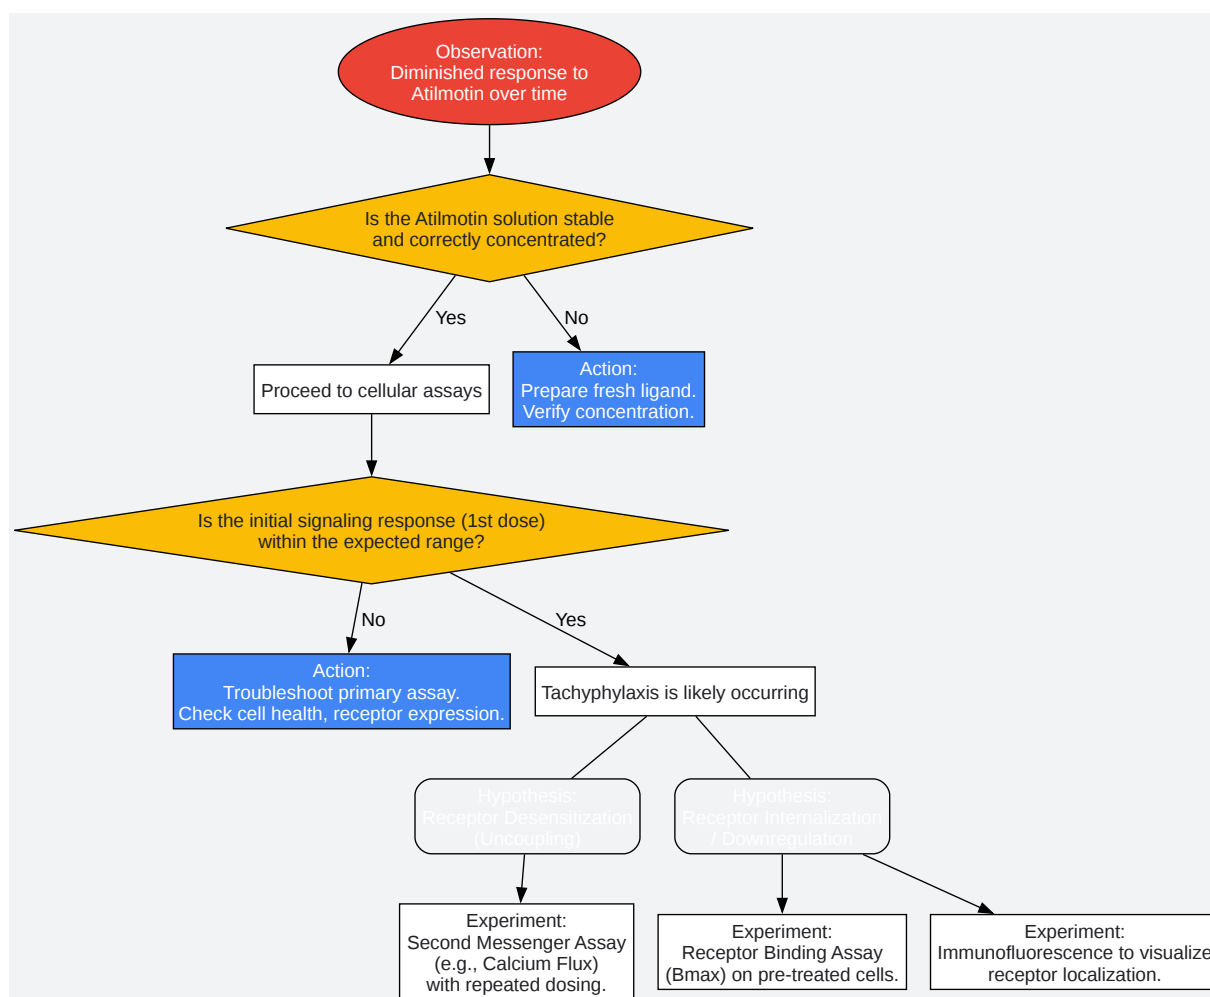 Observation:
Diminished response to
Atilmotin over time
Is the Atilmotin solution stable
and correctly concentrated?
Yes
No
Proceed to cellular assays
Action:
Prepare fresh ligand.
Verify concentration.
Is the initial signaling response (1st dose)
within the expected range?
No
Yes
Action:
Troubleshoot primary assay.
Check cell health, receptor expression.
Tachyphylaxis is likely occurring
Hypothesis:
Receptor Desensitization
(Uncoupling)
Hypothesis:
Receptor Internalization
/ Downregulation
Experiment:
Second Messenger Assay
(e.g., Calcium Flux)
with repeated dosing.
Experiment:
Receptor Binding Assay
(Bmax) on pre-treated cells.
Experiment:
Immunofluorescence to visualize
receptor localization.